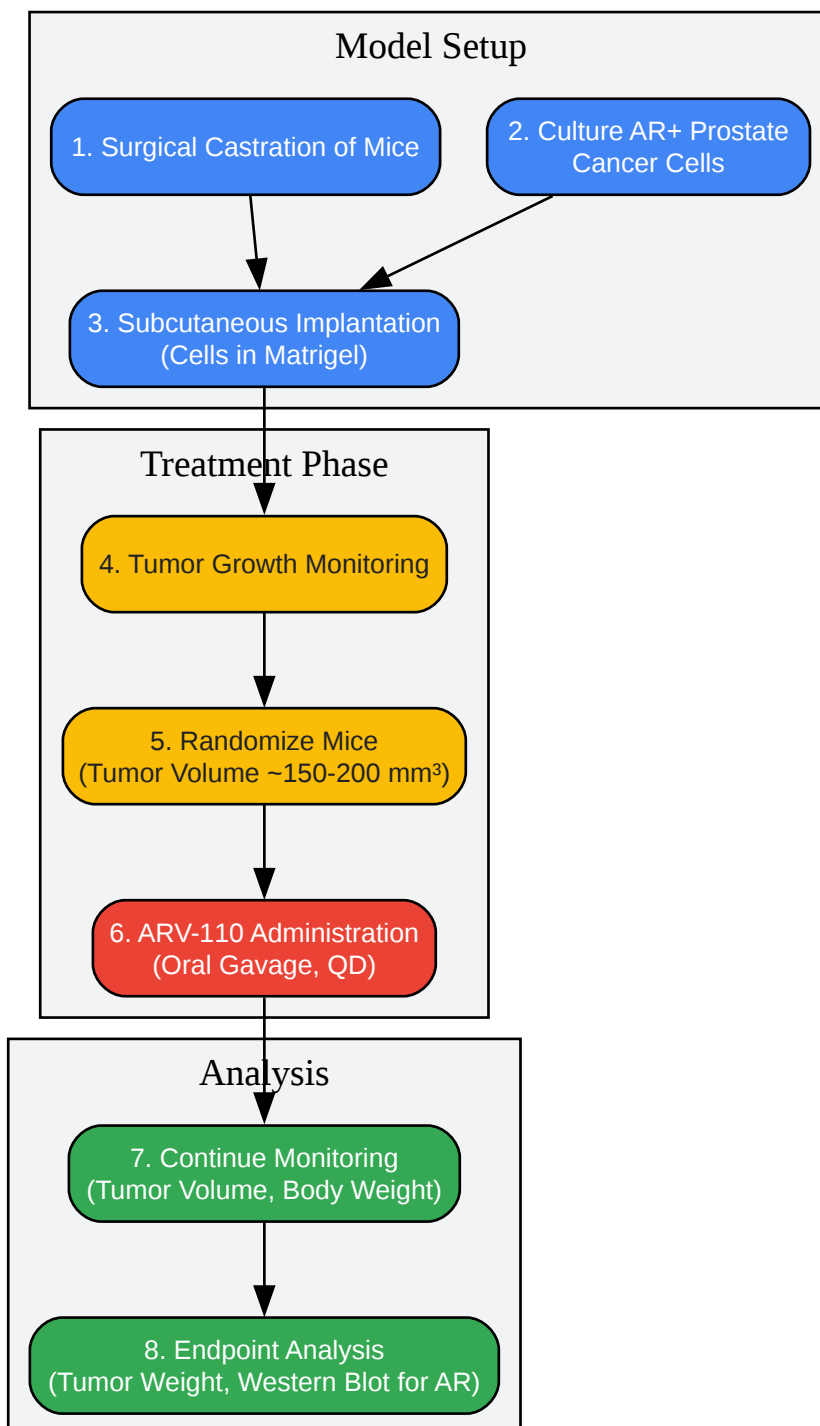 Model Setup
1. Surgical Castration of Mice
2. Culture AR+ Prostate
Cancer Cells
3. Subcutaneous Implantation
(Cells in Matrigel)
Treatment Phase
4. Tumor Growth Monitoring
5. Randomize Mice
(Tumor Volume ~150-200 mm³)
6. ARV-110 Administration
(Oral Gavage, QD)
Analysis
7. Continue Monitoring
(Tumor Volume, Body Weight)
8. Endpoint Analysis
(Tumor Weight, Western Blot for AR)